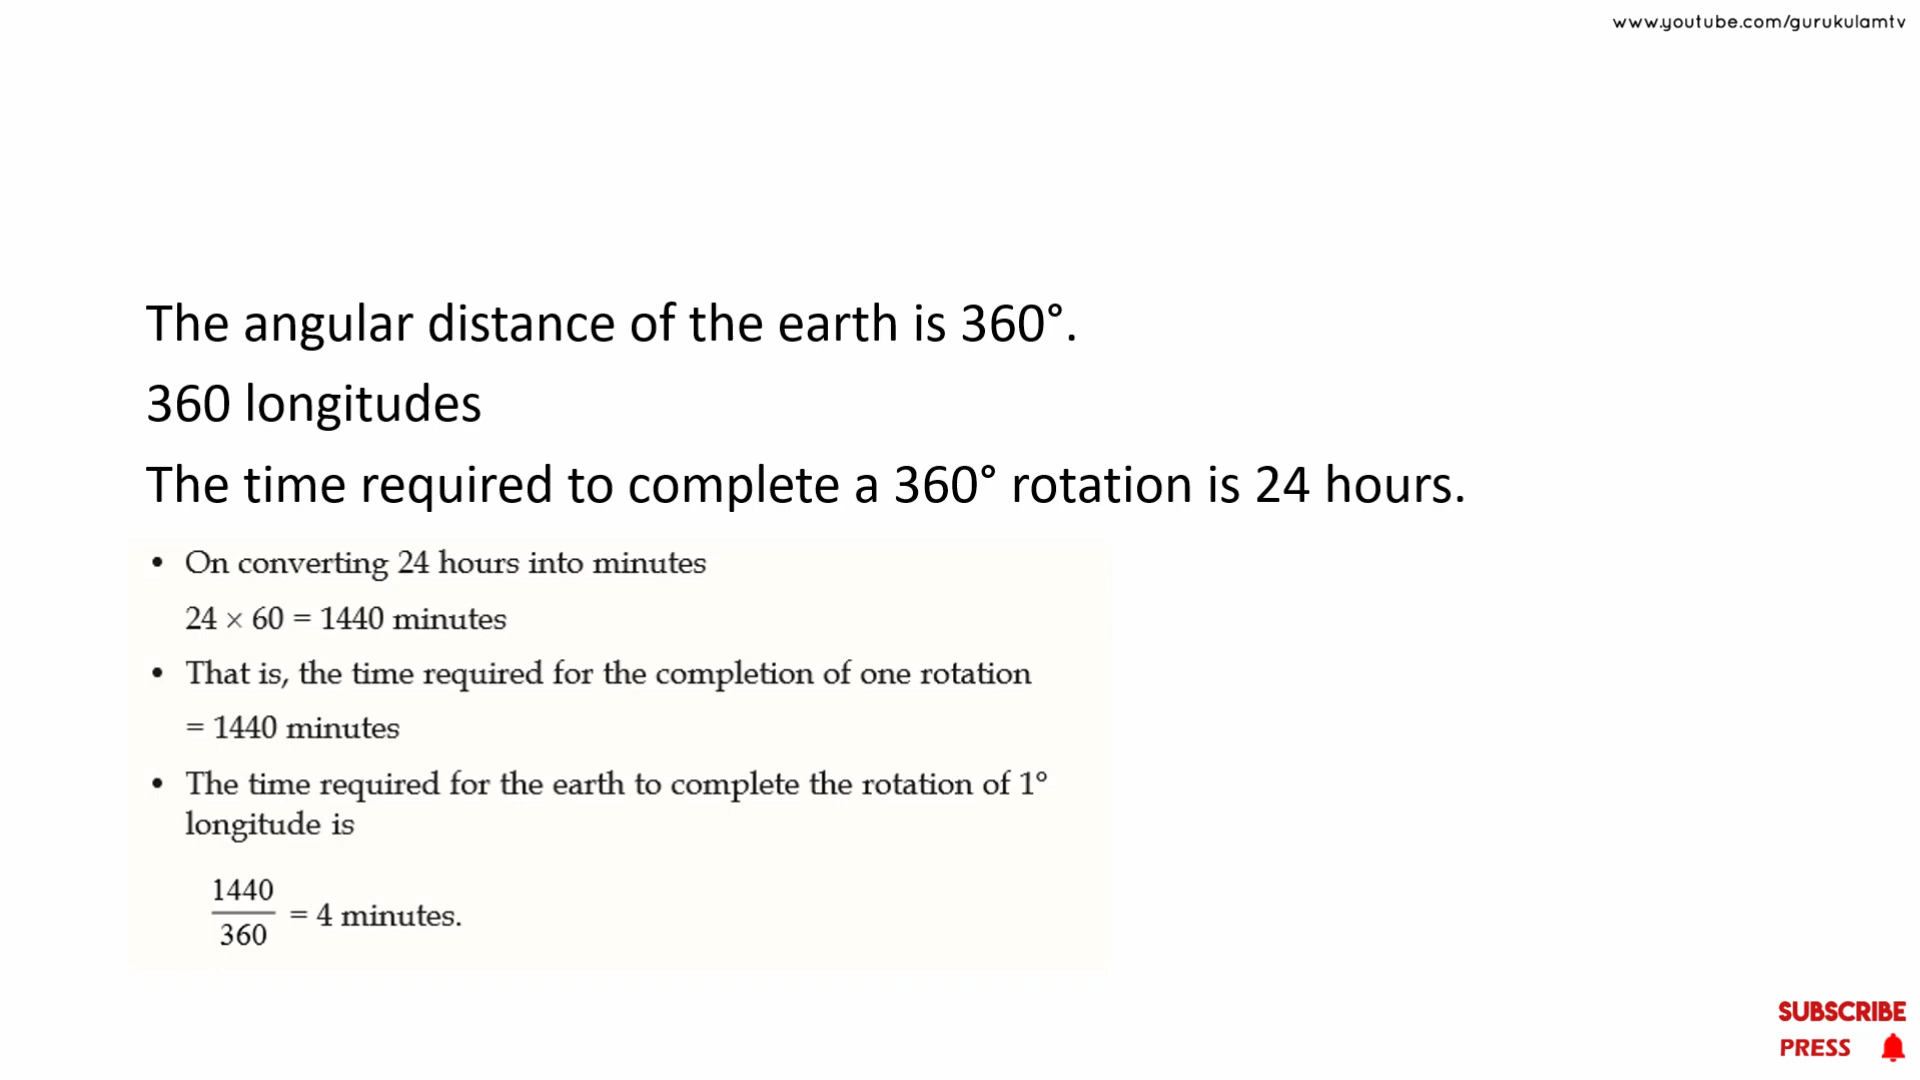 www.youtube.com/gurukulamtv
The angular distance of the earth is 360°.
360 longitudes
The time required to complete a 360° rotation is 24 hours.
• On converting 24 hours into minutes
24 × 60 = 1440 minutes
• That is, the time required for the completion of one rotation
= 1440 minutes
• The time required for the earth to complete the rotation of 1°
longitude is
1440
360
= 4 minutes.
SUBSCRIBE
PRESS